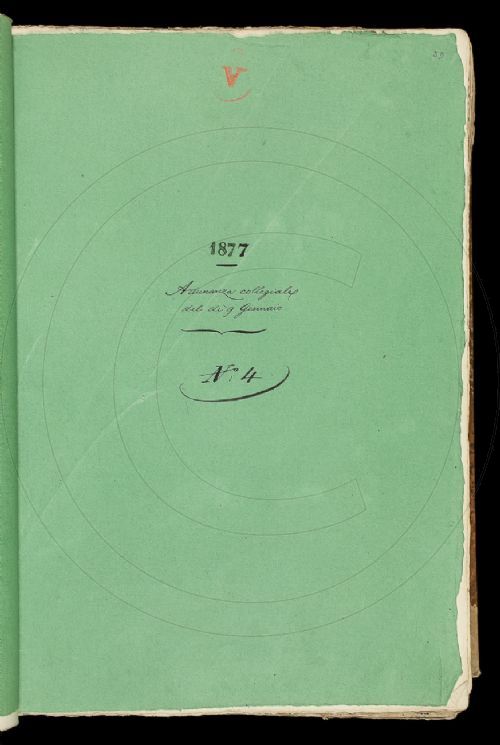 V
1877
Adunanza collegiale
del dì 9 Gennaio
N.° 4